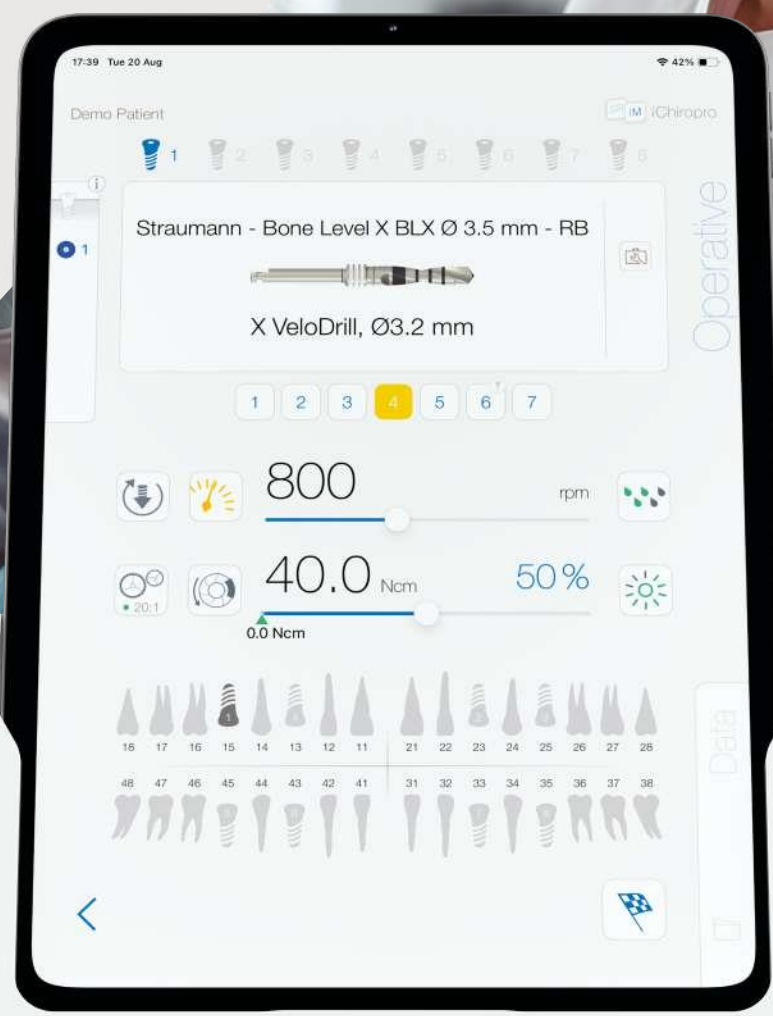 17:39 Tue 20 Aug 42%
Demo Patient IM iChiropro
1 2 3 4 5 6 7 8
i
Operative
Straumann - Bone Level X BLX Ø 3.5 mm - RB
1
X VeloDrill, Ø3.2 mm
1 2 3 4 5 6 7
800 rpm
40.0 Ncm 50%
20:1
0.0 Ncm
1
18 17 16 15 14 13 12 11 21 22 23 24 25 26 27 28
48 47 46 45 44 43 42 41 31 32 33 34 35 36 37 38
Data